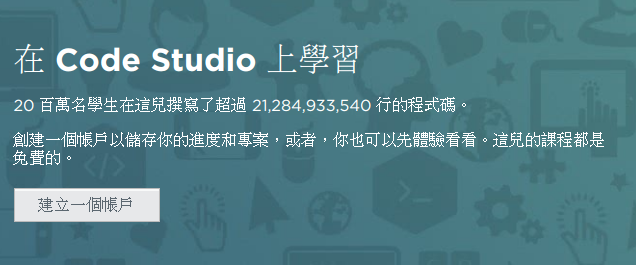 在 Code Studio 上學習
20 百萬名學生在這兒撰寫了超過 21,284,933,540 行的程式碼。
創建一個帳戶以儲存你的進度和專案，或者，你也可以先體驗看看。這兒的課程都是
免費的。
建立一個帳戶